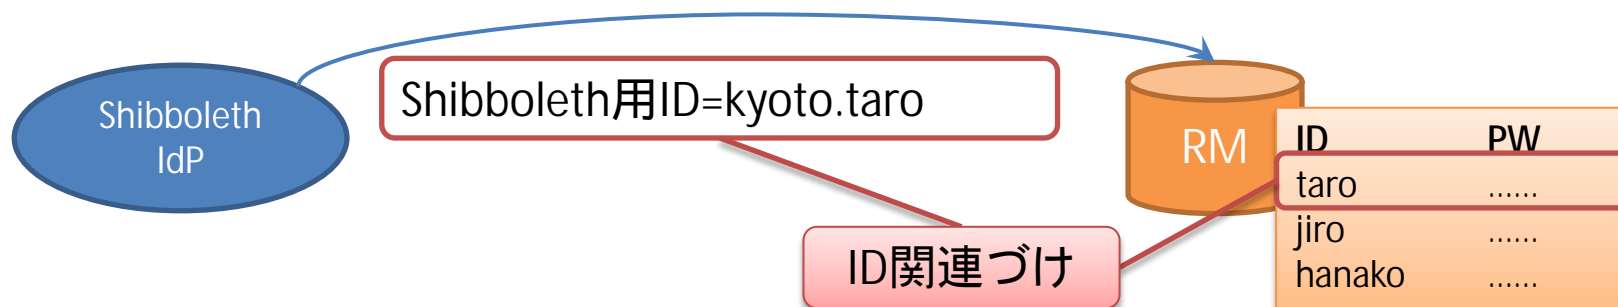 Shibboleth
IdP
Shibboleth用ID=kyoto.taro
RM
ID PW
taro ......
jiro ......
hanako ......
ID関連づけ